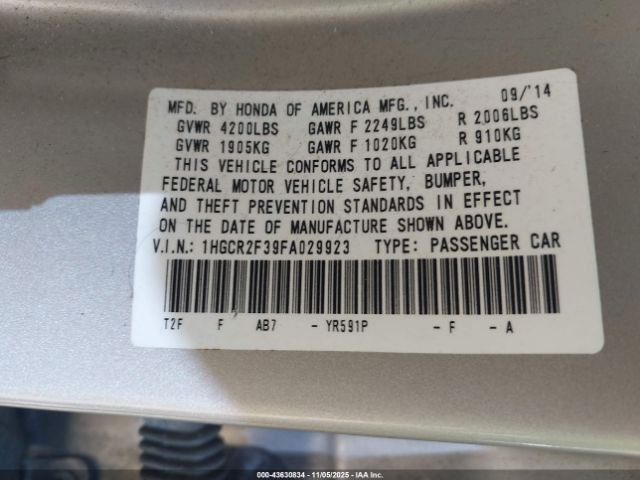 MFD. BY HONDA OF AMERICA MFG., INC. 09/'14
GVWR 4200LBS GAWR F 2249LBS R 2006LBS
GVWR 1905KG GAWR F 1020KG R 910KG
THIS VEHICLE CONFORMS TO ALL APPLICABLE
FEDERAL MOTOR VEHICLE SAFETY, BUMPER,
AND THEFT PREVENTION STANDARDS IN EFFECT
ON THE DATE OF MANUFACTURE SHOWN ABOVE.
V.I.N.: 1HGCR2F39FA029923 TYPE: PASSENGER CAR
T2F F AB7 - YR591P - F - A
000-43630834 - 11/05/2025 - IAA Inc.